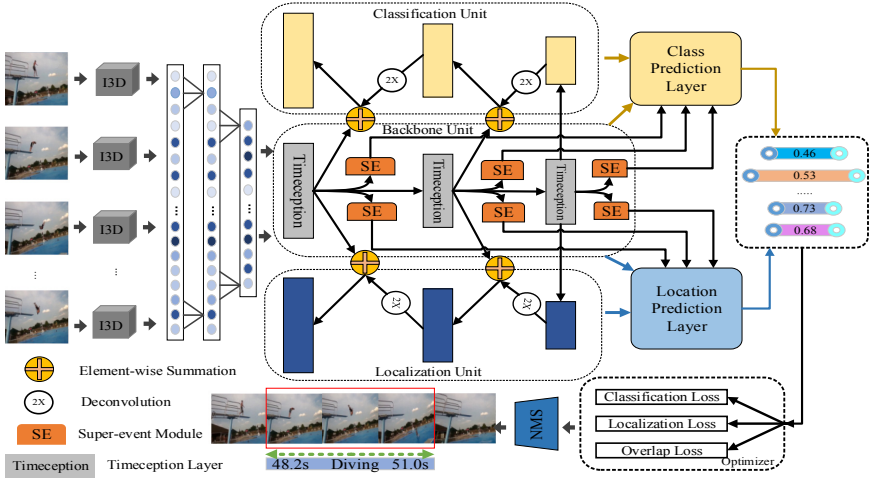 Classification Unit
2X
2X
Class
Prediction
Layer
I3D
I3D
I3D
I3D
...
...
...
...
Backbone Unit
Timeception
Timeception
Timeception
SE
SE
SE
SE
SE
SE
0.46
0.53
.....
0.73
0.68
2X
2X
Localization Unit
Location
Prediction
Layer
Element-wise Summation
2X
Deconvolution
SE
Super-event Module
Timeception
Timeception Layer
48.2s Diving 51.0s
NMS
Classification Loss
Localization Loss
Overlap Loss
Optimizer